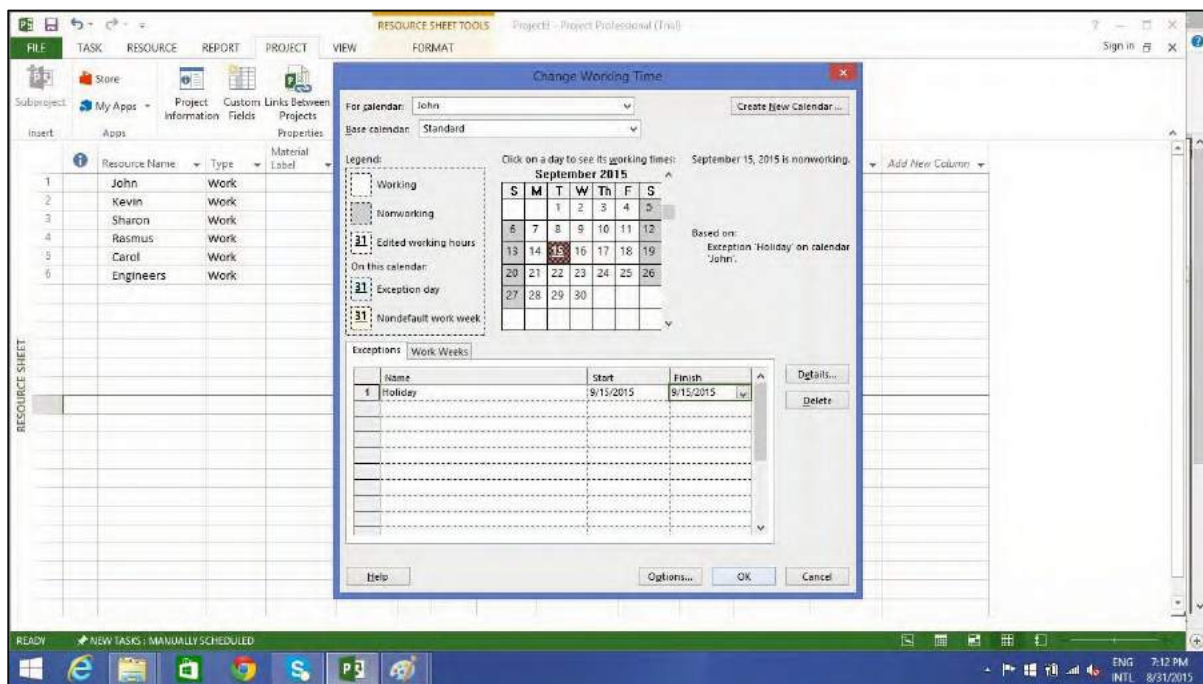 RESOURCE SHEET TOOLS
Project8 - Project Professional (Trial)
FILE TASK RESOURCE REPORT PROJECT VIEW FORMAT
Sign in
Subproject
Store
My Apps
Project Information
Custom Fields
Links Between Projects
Insert Apps Properties
Resource Name Type Material Label Add New Column
1 John Work
2 Kevin Work
3 Sharon Work
4 Rasmus Work
5 Carol Work
6 Engineers Work
RESOURCE SHEET
Change Working Time
For calendar: John
Create New Calendar ...
Base calendar: Standard
Legend:
Working
Nonworking
31 Edited working hours
On this calendar:
31 Exception day
31 Nondefault work week
Click on a day to see its working times:
September 2015
S M T W Th F S
1 2 3 4 5
6 7 8 9 10 11 12
13 14 15 16 17 18 19
20 21 22 23 24 25 26
27 28 29 30
September 15, 2015 is nonworking.
Based on:
Exception 'Holiday' on calendar
'John'.
Exceptions Work Weeks
Name Start Finish
1 Holiday 9/15/2015 9/15/2015
Details...
Delete
Help Options... OK Cancel
READY NEW TASKS : MANUALLY SCHEDULED
ENG 7:12 PM
INTL 8/31/2015